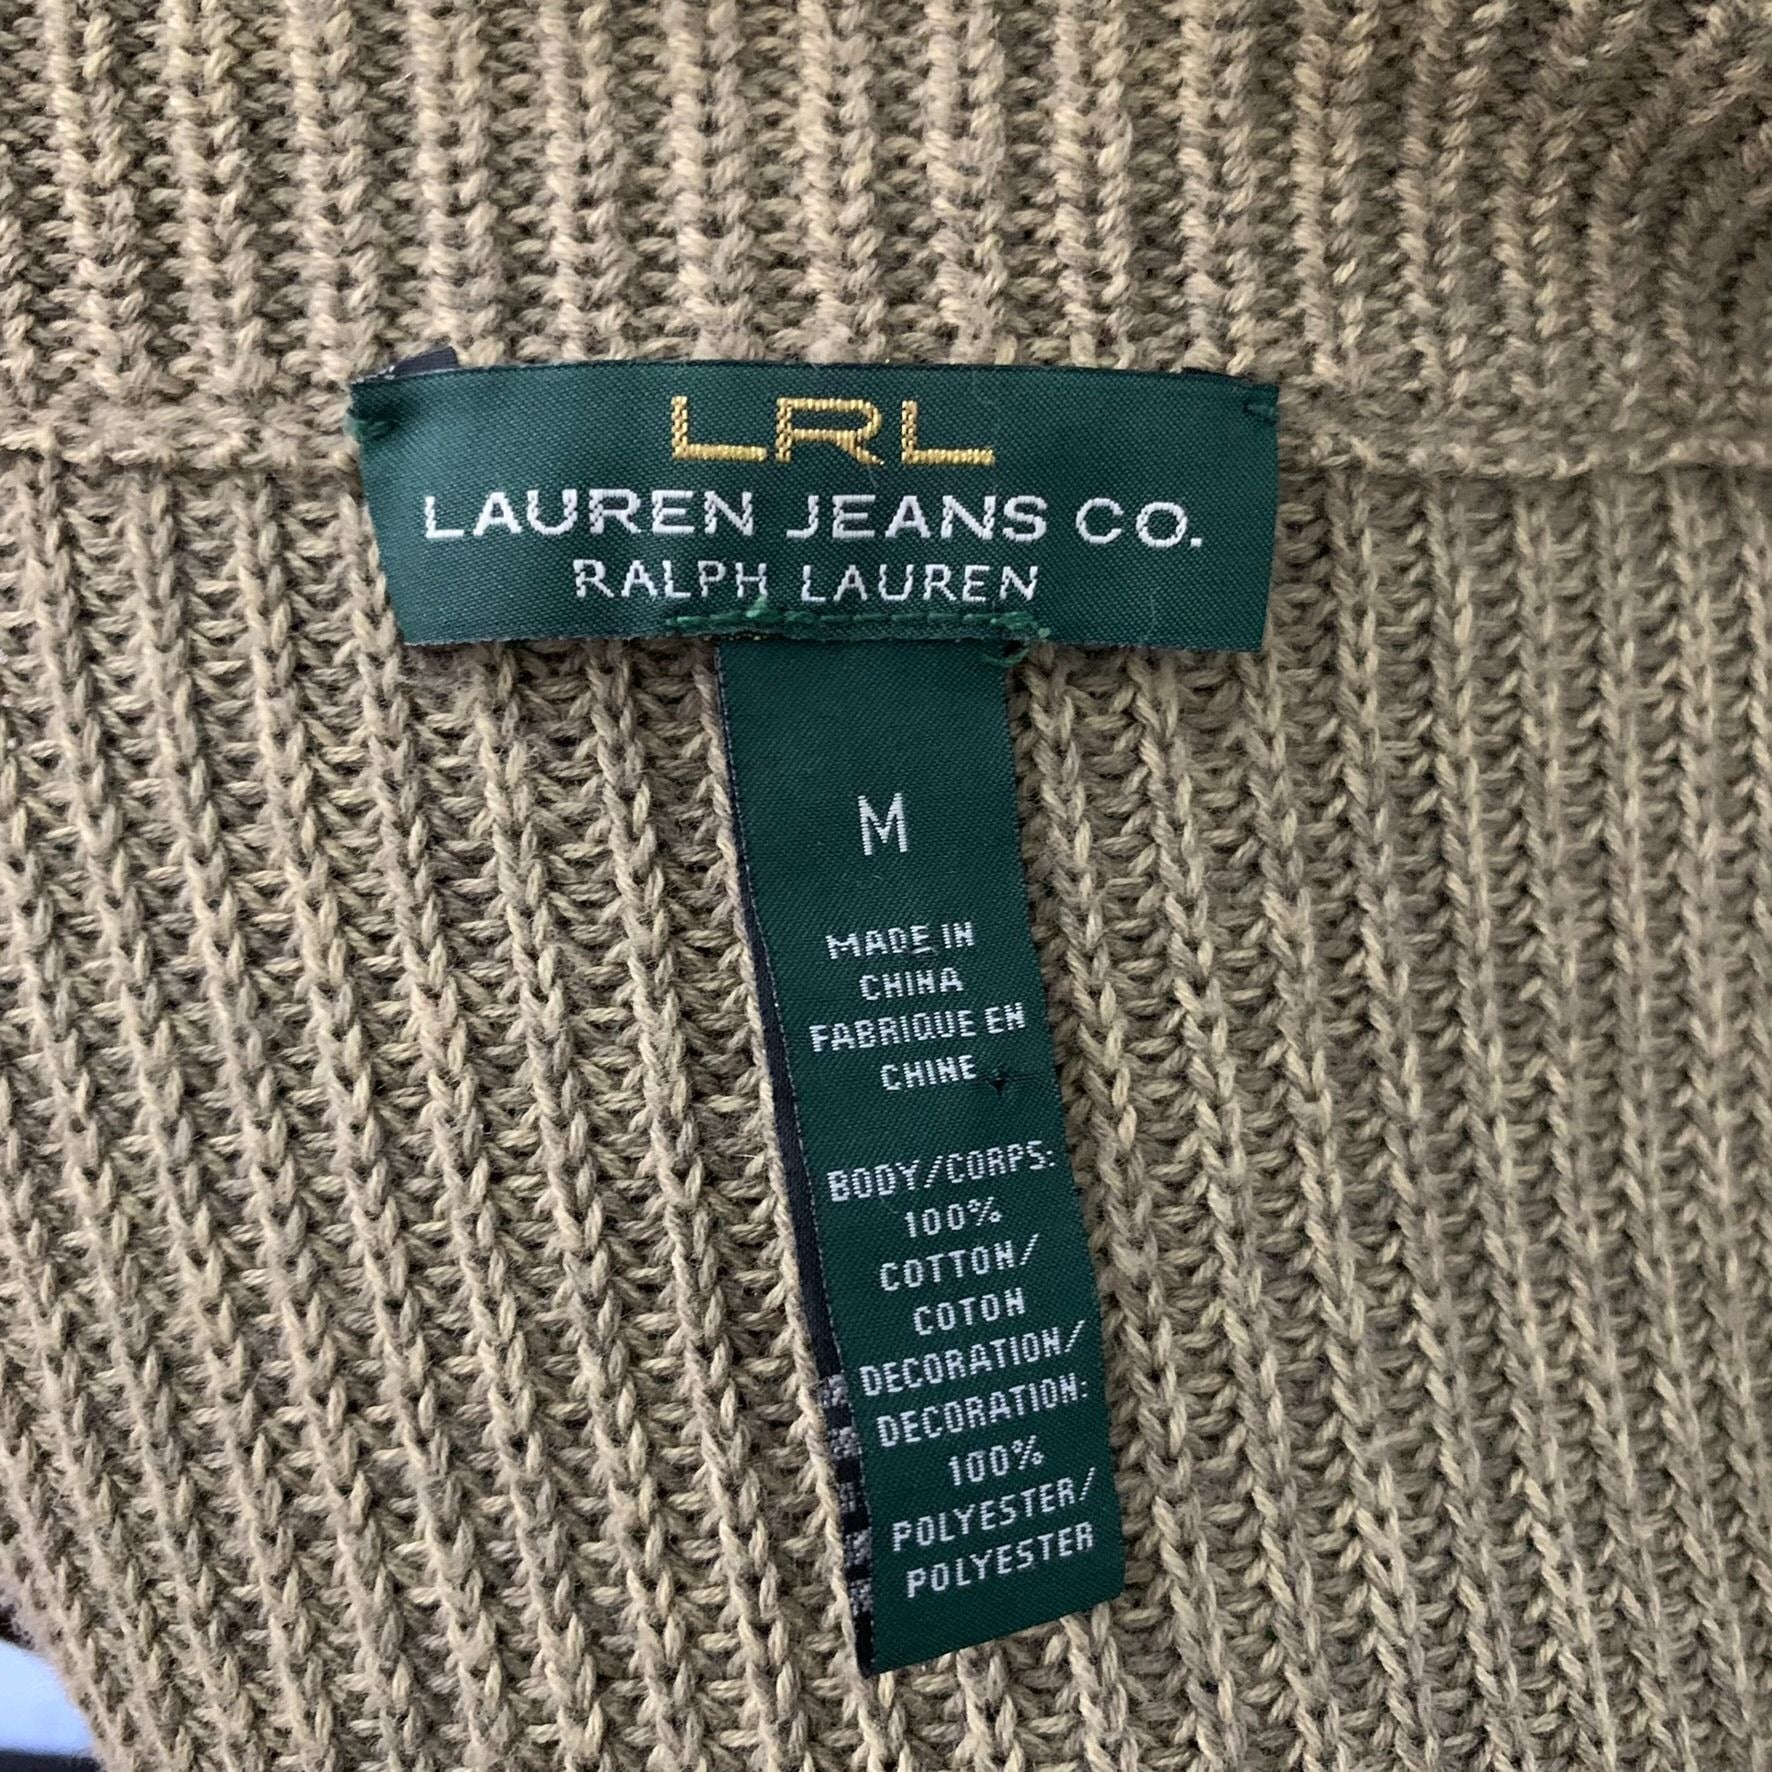 LRL
LAUREN JEANS CO.
RALPH LAUREN
M
MADE IN
CHINA
FABRIQUE EN
CHINE
BODY/CORPS:
100%
COTTON/
COTON
DECORATION/
DECORATION:
100%
POLYESTER/
POLYESTER